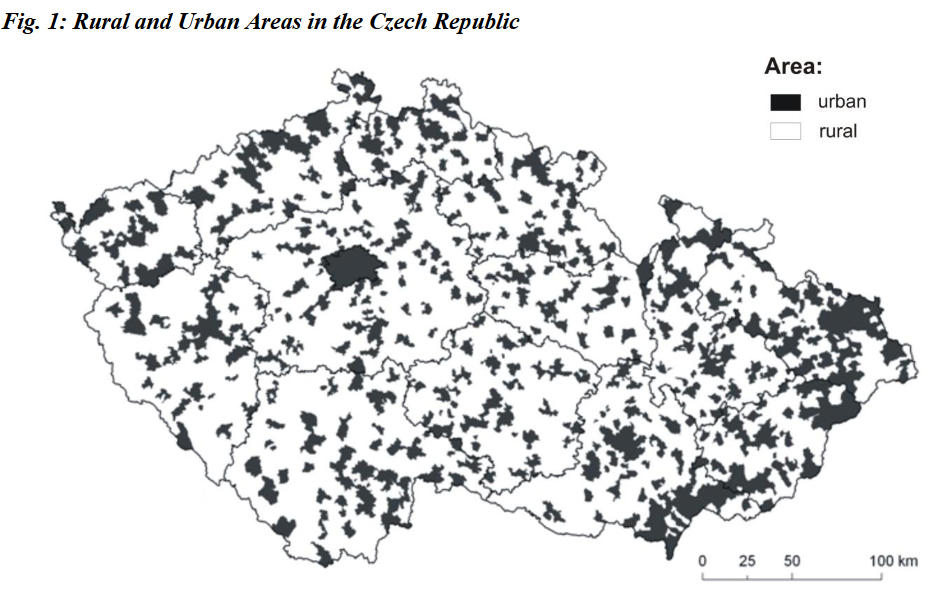 Fig. 1: Rural and Urban Areas in the Czech Republic
Area:
urban
rural
0 25 50 100 km